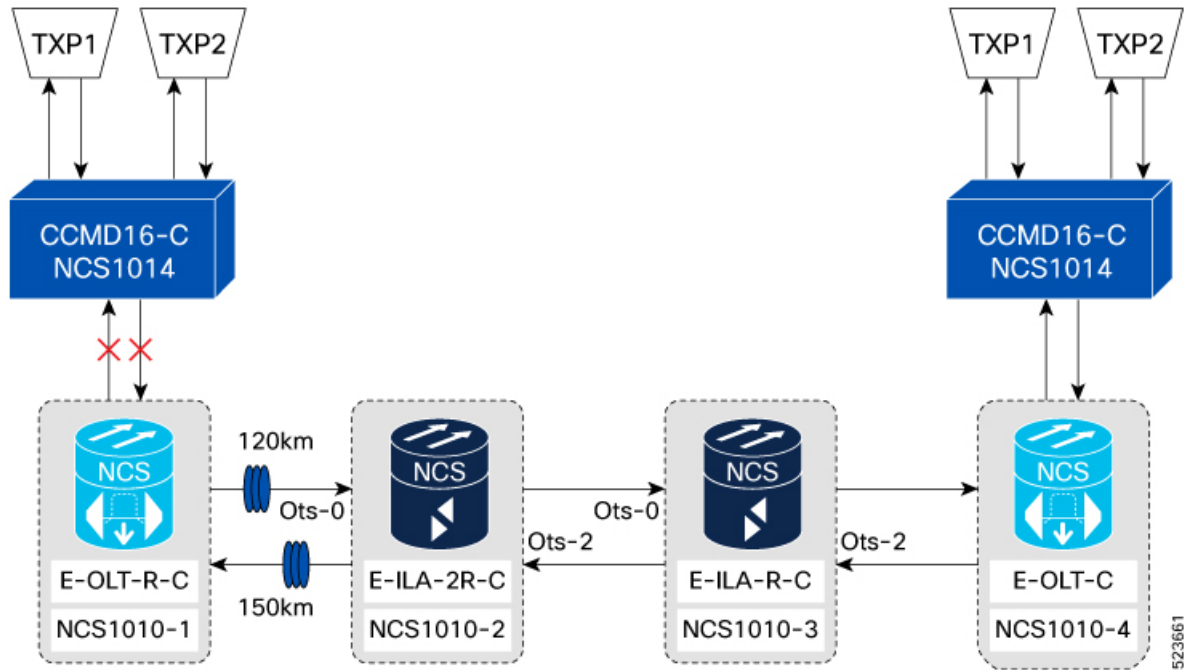 TXP1
TXP2
TXP1
TXP2
CCMD16-C
NCS1014
CCMD16-C
NCS1014
120km
NCS
NCS
NCS
NCS
Ots-0
Ots-0
Ots-2
Ots-2
E-OLT-R-C
E-ILA-2R-C
E-ILA-R-C
E-OLT-C
150km
NCS1010-1
NCS1010-2
NCS1010-3
NCS1010-4
523661